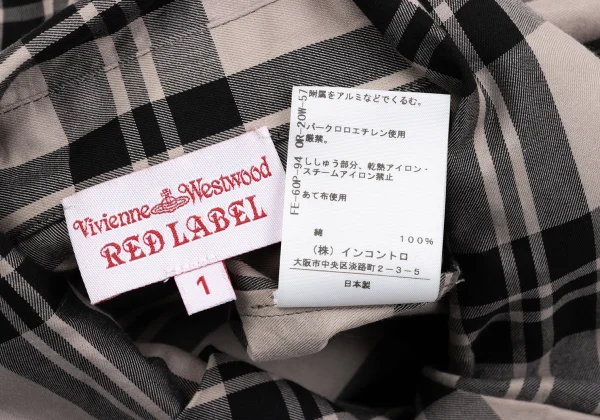 Vivienne Westwood
RED LABEL
1
FE-60P-94 OR-20W-57
附属をアルミなどでくるむ。
パークロロエチレン使用
厳禁。
ししゅう部分、乾熱アイロン・
スチームアイロン禁止
あて布使用
綿 100%
(株) インコントロ
大阪市中央区淡路町2-3-5
日本製